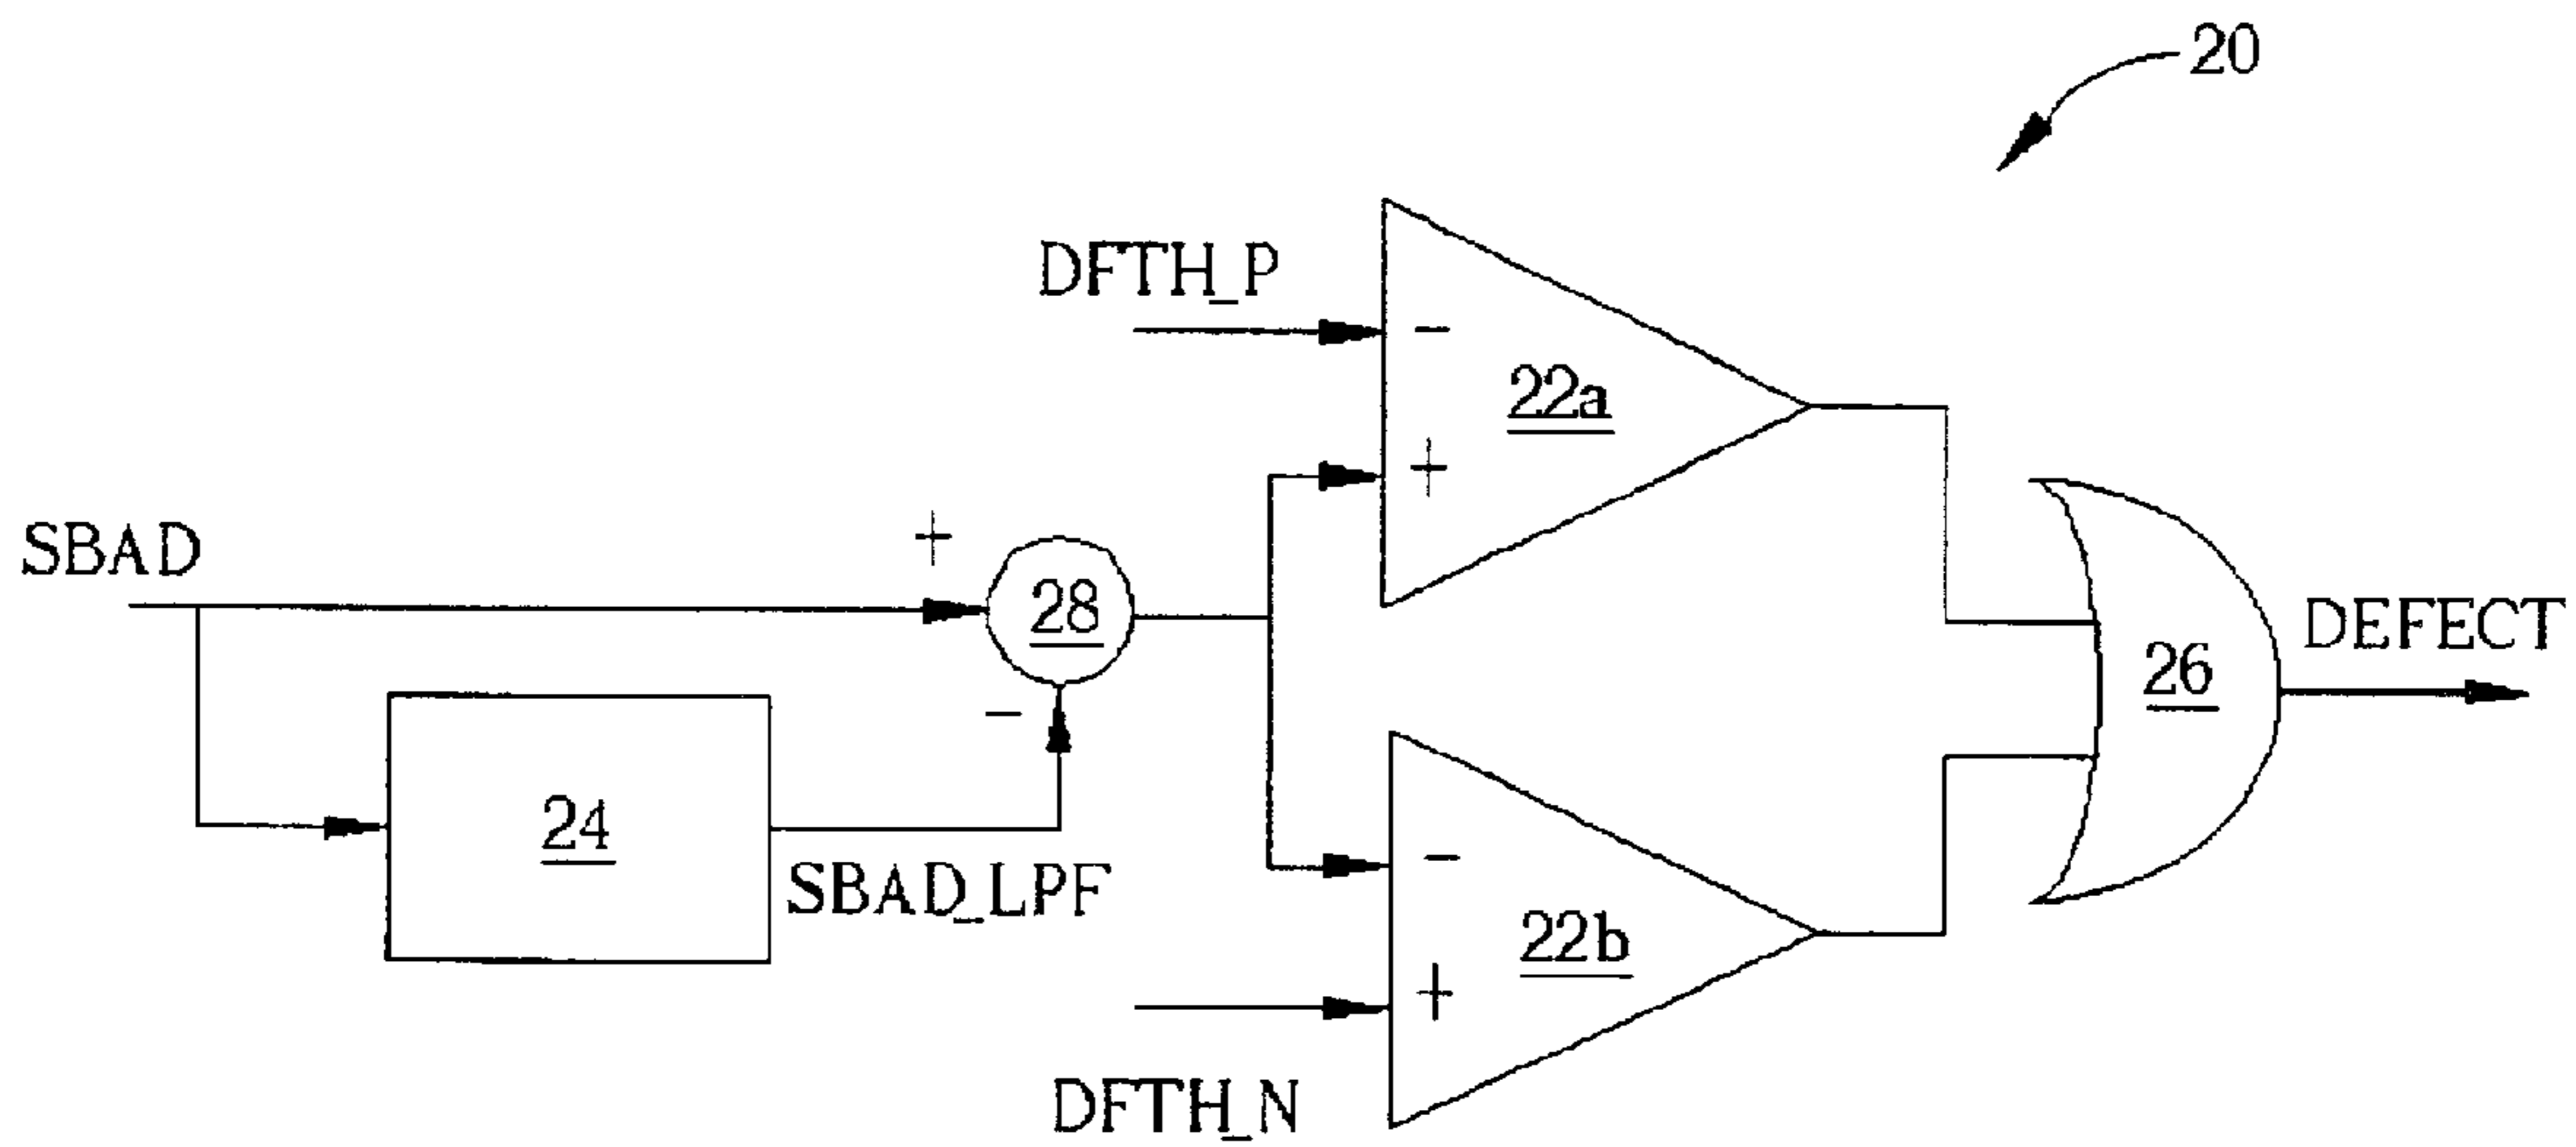 20
DFTH_P
22a
SBAD
28
DEFECT
26
24
SBAD_LPF
22b
DFTH_N